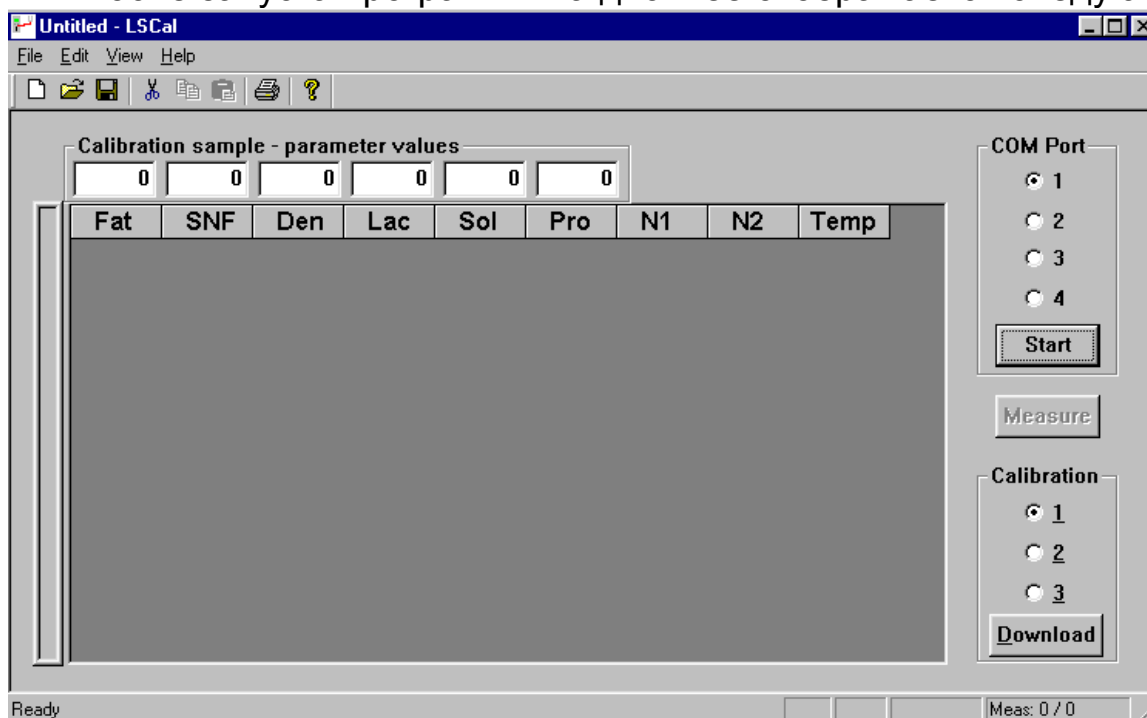 Untitled - LSCal
File Edit View Help
Calibration sample - parameter values
0 0 0 0 0 0
Fat SNF Den Lac Sol Pro N1 N2 Temp
COM Port
1
2
3
4
Start
Measure
Calibration
1
2
3
Download
Ready
Meas: 0 / 0